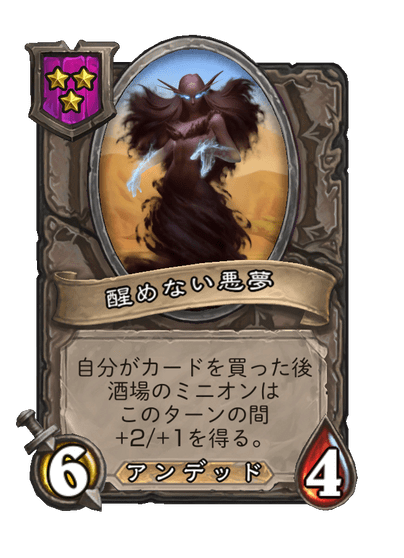 醒めない悪夢
自分がカードを買った後
酒場のミニオンは
このターンの間
+2/+1を得る。
6
アンデッド
4